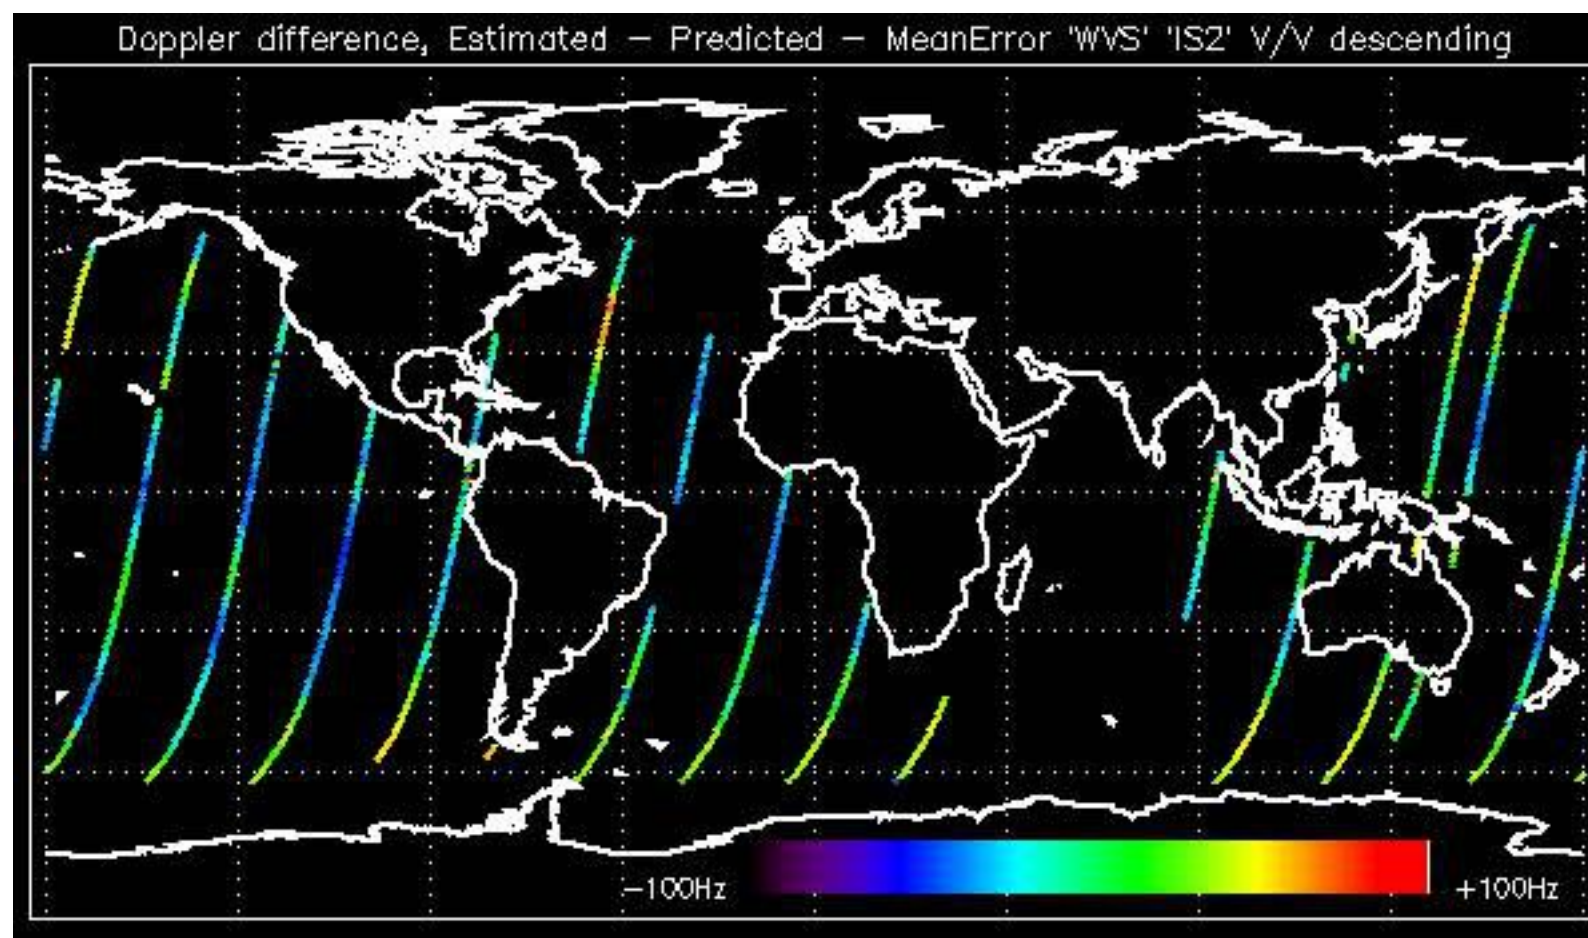 Doppler difference, Estimated – Predicted – MeanError 'WVS' 'IS2' V/V descending
–100Hz +100Hz